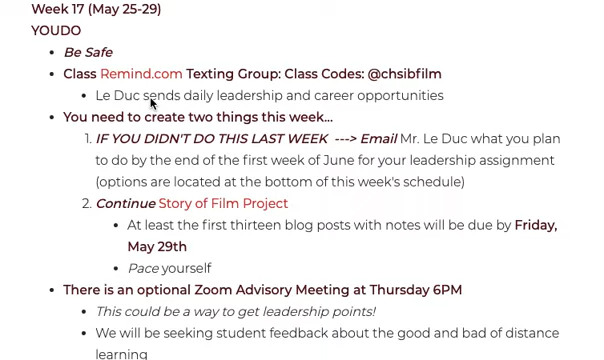 Week 17 (May 25-29)
YOUDO
• Be Safe
• Class Remind.com Texting Group: Class Codes: @chsibfilm
• Le Duc sends daily leadership and career opportunities
• You need to create two things this week...
1. IF YOU DIDN'T DO THIS LAST WEEK ---> Email Mr. Le Duc what you plan
to do by the end of the first week of June for your leadership assignment
(options are located at the bottom of this week's schedule)
2. Continue Story of Film Project
• At least the first thirteen blog posts with notes will be due by Friday,
May 29th
• Pace yourself
• There is an optional Zoom Advisory Meeting at Thursday 6PM
• This could be a way to get leadership points!
• We will be seeking student feedback about the good and bad of distance
learning